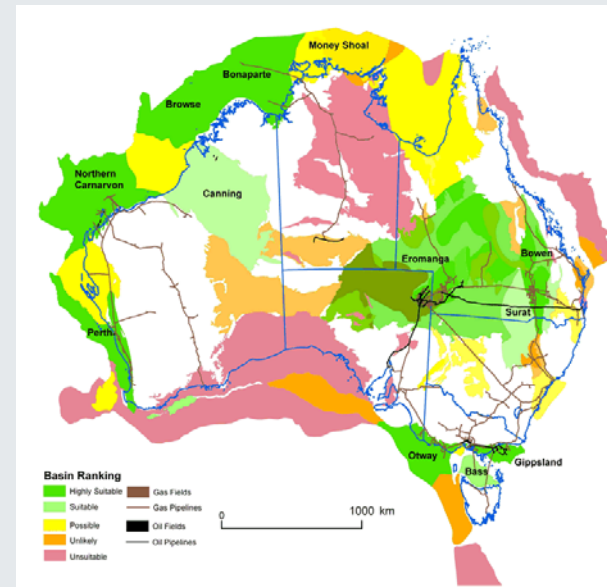 Money Shoal
Bonaparte
Browse
Northern
Carnarvon
Canning
Eromanga
Bowen
Surat
Perth
Otway
Gippsland
Bass
Basin Ranking
Highly Suitable
Suitable
Possible
Unlikely
Unsuitable
Gas Fields
Gas Pipelines
Oil Fields
Oil Pipelines
0
1000 km